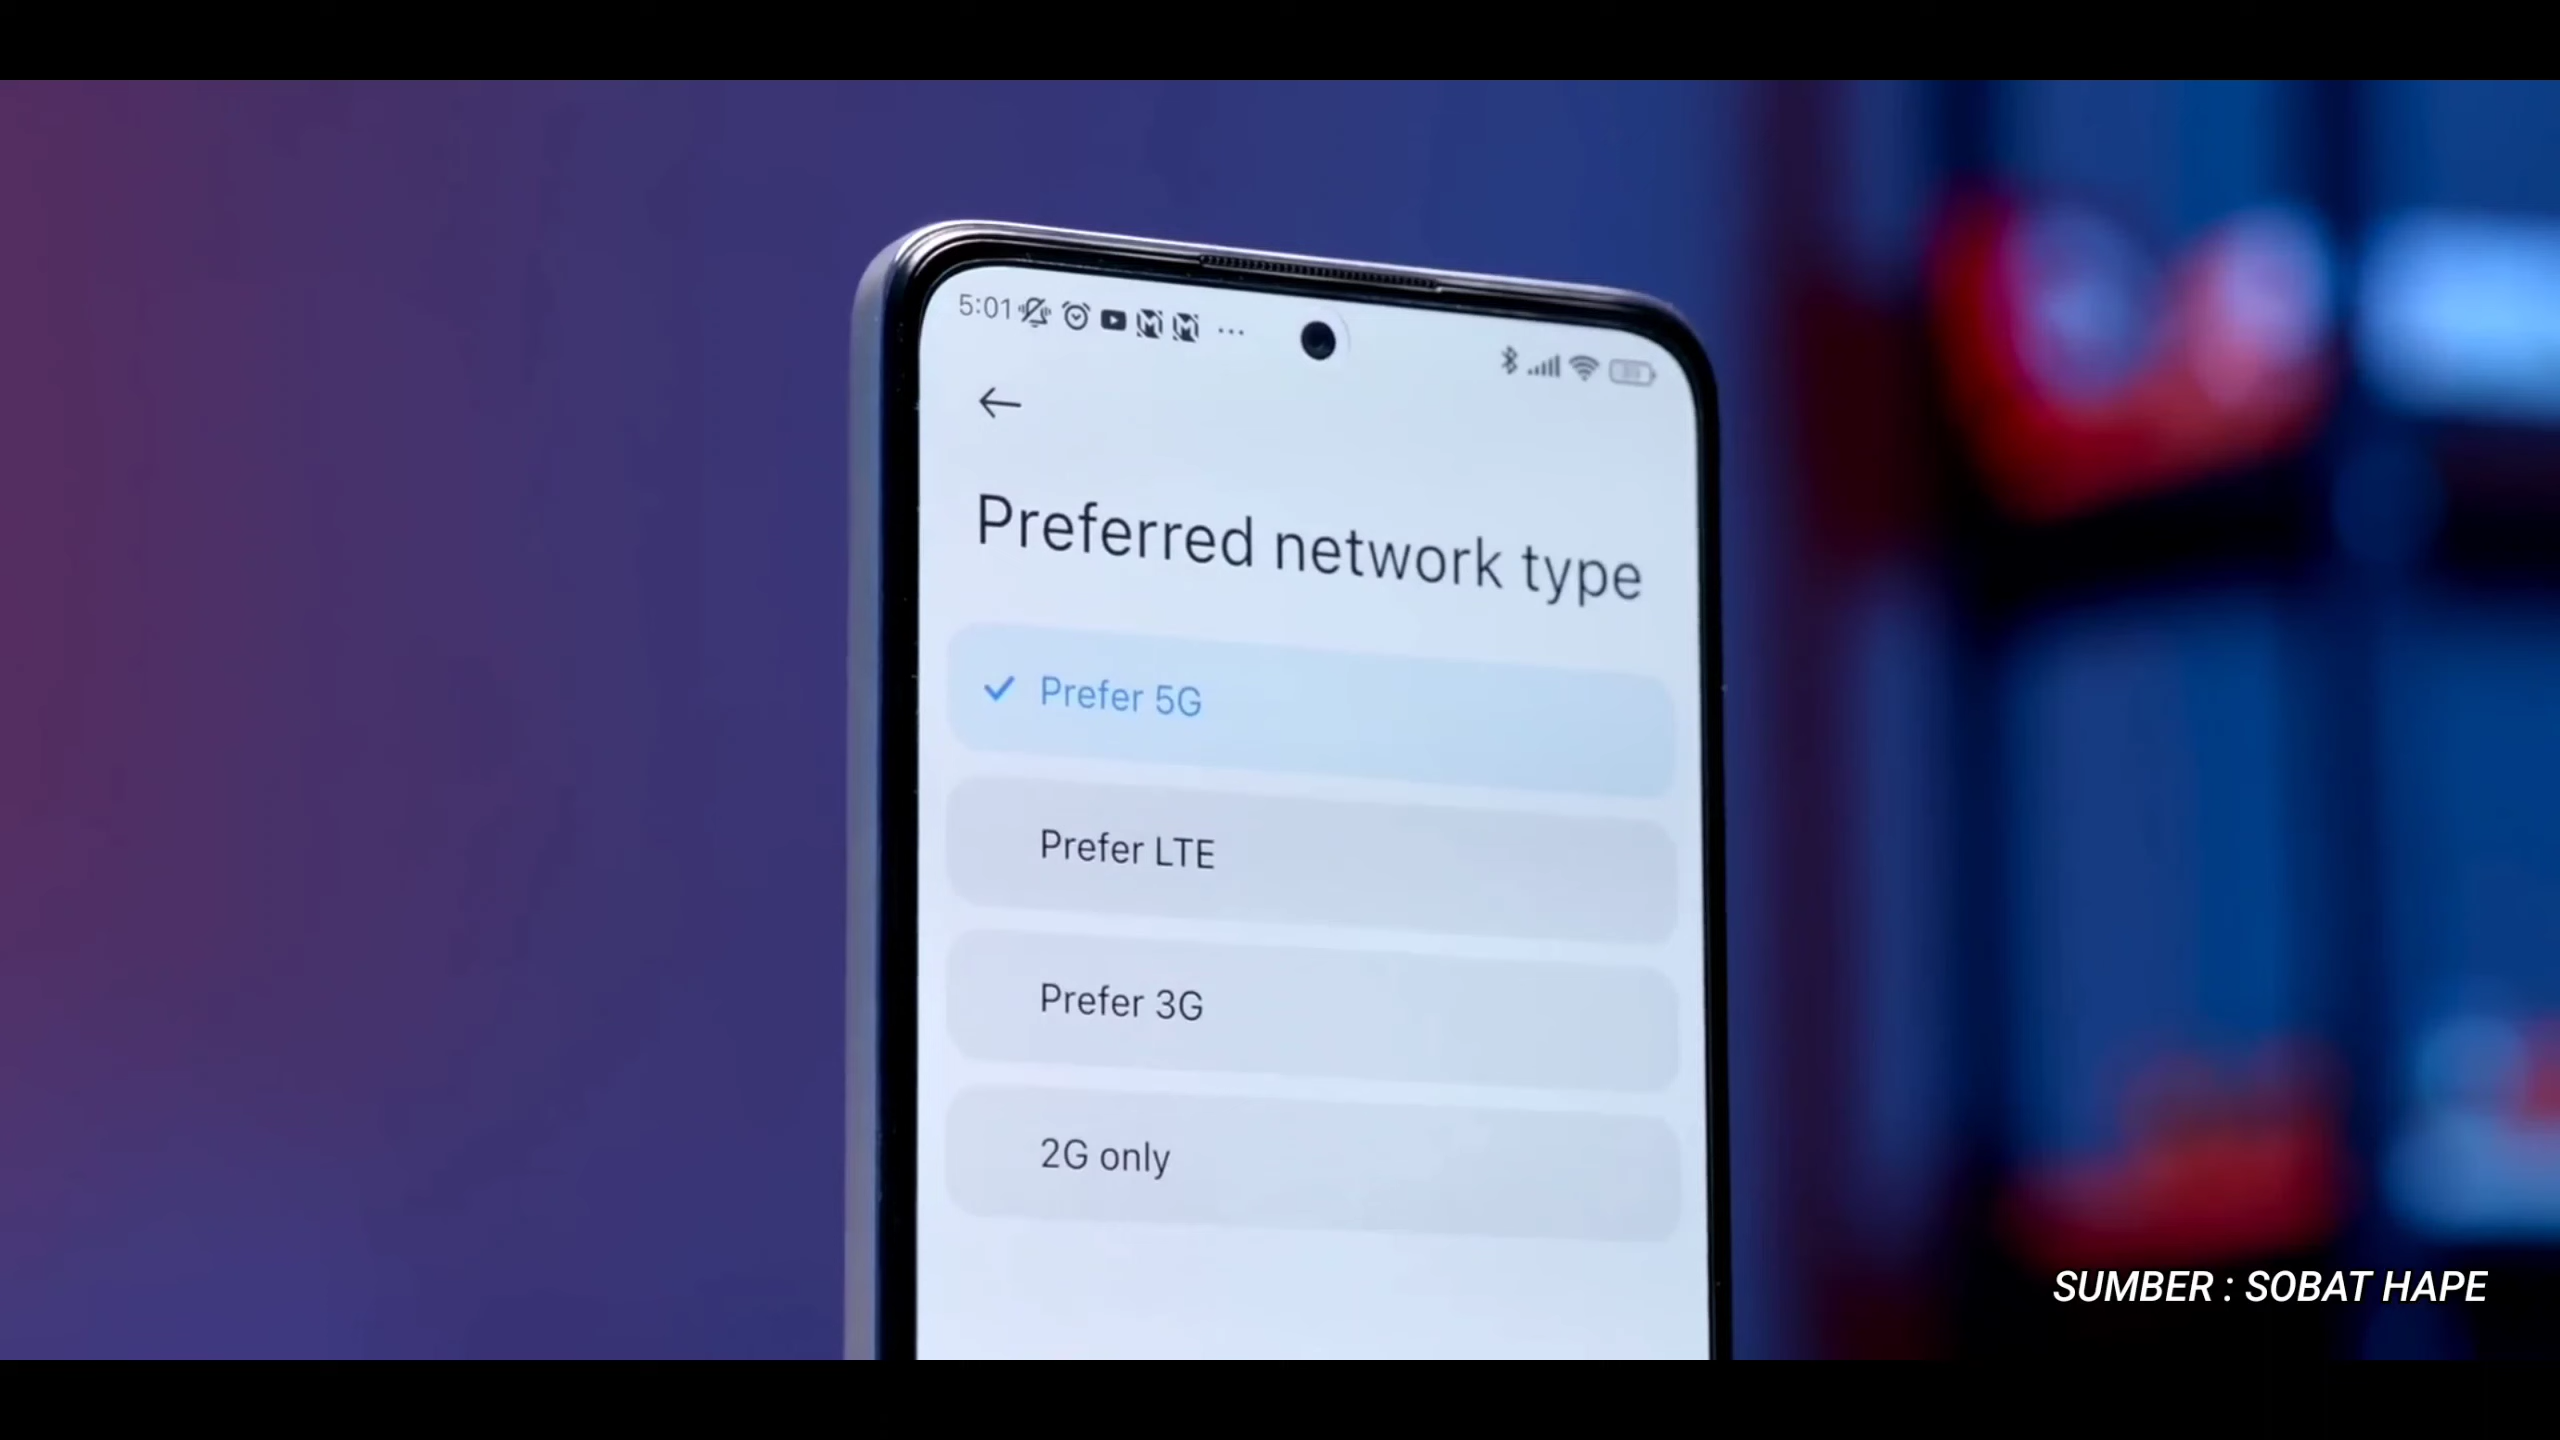 5:01
Preferred network type
Prefer 5G
Prefer LTE
Prefer 3G
2G only
SUMBER : SOBAT HAPE